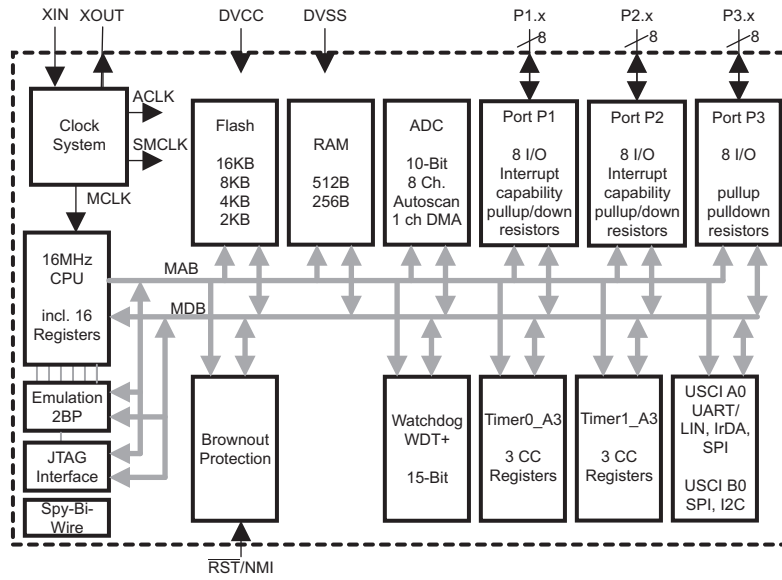 XIN XOUT DVCC DVSS P1.x P2.x P3.x
8 8 8
ACLK
SMCLK
MCLK
Clock
System
Flash
16KB
8KB
4KB
2KB
RAM
512B
256B
ADC
10-Bit
8 Ch.
Autoscan
1 ch DMA
Port P1
8 I/O
Interrupt
capability
pullup/down
resistors
Port P2
8 I/O
Interrupt
capability
pullup/down
resistors
Port P3
8 I/O
pullup
pulldown
resistors
16MHz
CPU
incl. 16
Registers
MAB
MDB
Emulation
2BP
JTAG
Interface
Spy-Bi-
Wire
Brownout
Protection
Watchdog
WDT+
15-Bit
Timer0_A3
3 CC
Registers
Timer1_A3
3 CC
Registers
USCI A0
UART/
LIN, IrDA,
SPI
USCI B0
SPI, I2C
RST/NMI